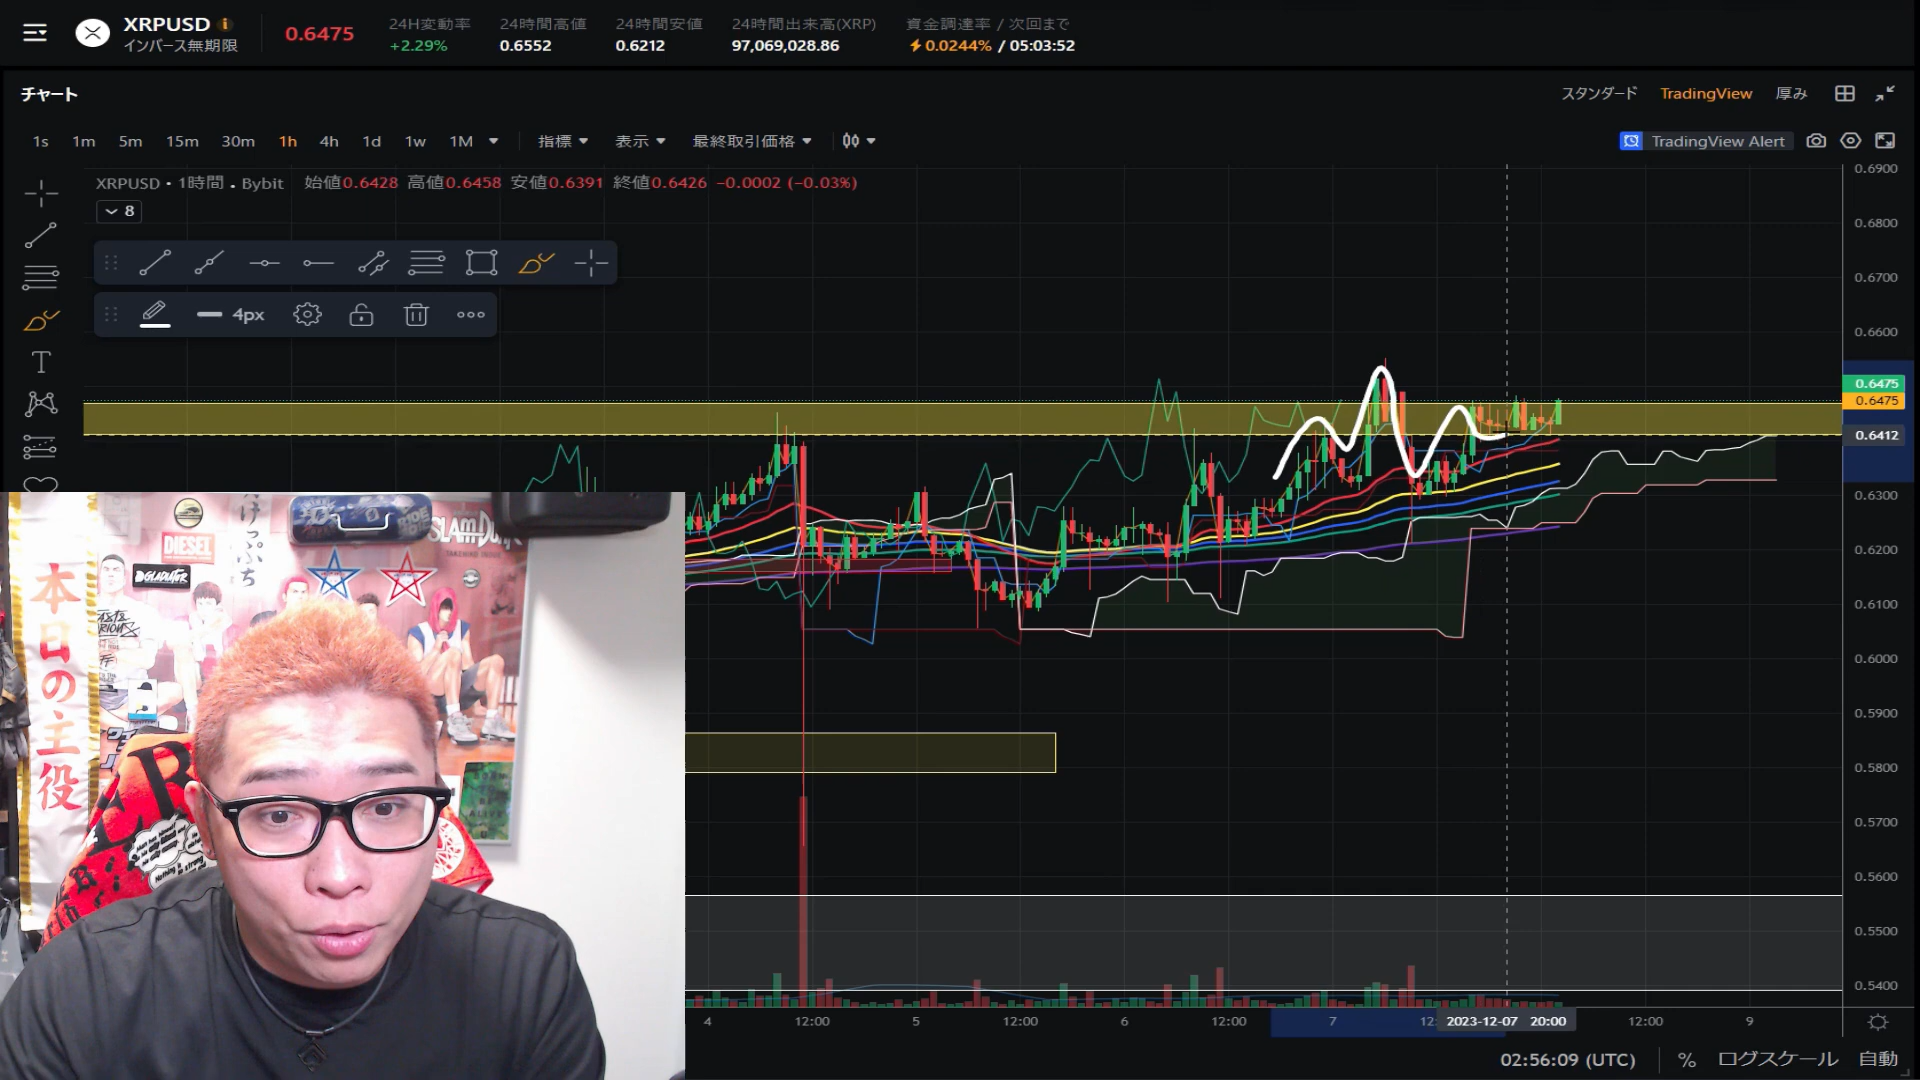 XRPUSD
インバース無期限
0.6475
24H変動率
+2.29%
24時間高値
0.6552
24時間安値
0.6212
24時間出来高(XRP)
97,069,028.86
資金調達率 / 次回まで
0.0244% / 05:03:52
チャート
スタンダード TradingView 厚み
1s 1m 5m 15m 30m 1h 4h 1d 1w 1M 指標 表示 最終取引価格
TradingView Alert
XRPUSD • 1時間 • Bybit 始値0.6428 高値0.6458 安値0.6391 終値0.6426 −0.0002 (−0.03%)
8
4px
0.6900
0.6800
0.6700
0.6600
0.6475
0.6475
0.6412
0.6300
0.6200
0.6100
0.6000
0.5900
0.5800
0.5700
0.5600
0.5500
0.5400
4 12:00 5 12:00 6 12:00 7 12: 2023-12-07 20:00 12:00 9
02:56:09 (UTC) % ログスケール 自動
本日の主役
DIESEL
GLADIATOR
SLAM DUNK
けっぷち